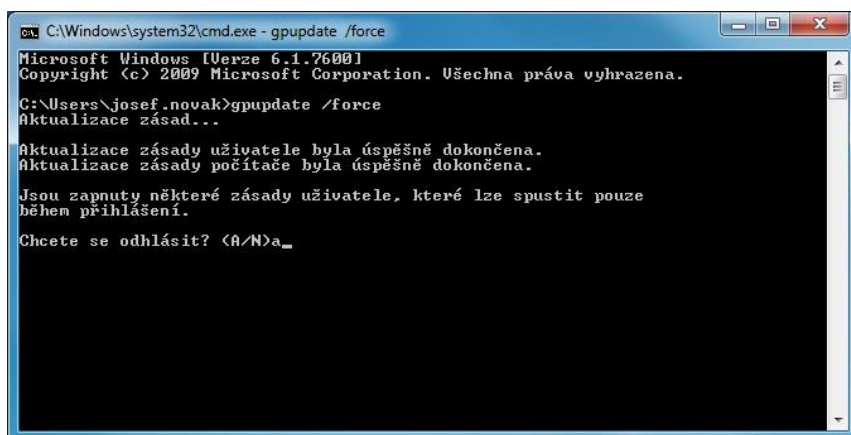 C:\Windows\system32\cmd.exe - gpupdate /force
Microsoft Windows [Verze 6.1.7600]
Copyright (c) 2009 Microsoft Corporation. Všechna práva vyhrazena.
C:\Users\josef.novak>gpupdate /force
Aktualizace zásad...
Aktualizace zásady uživatele byla úspěšně dokončena.
Aktualizace zásady počítače byla úspěšně dokončena.
Jsou zapnuty některé zásady uživatele, které lze spustit pouze
během přihlášení.
Chcete se odhlásit? (A/N)a_